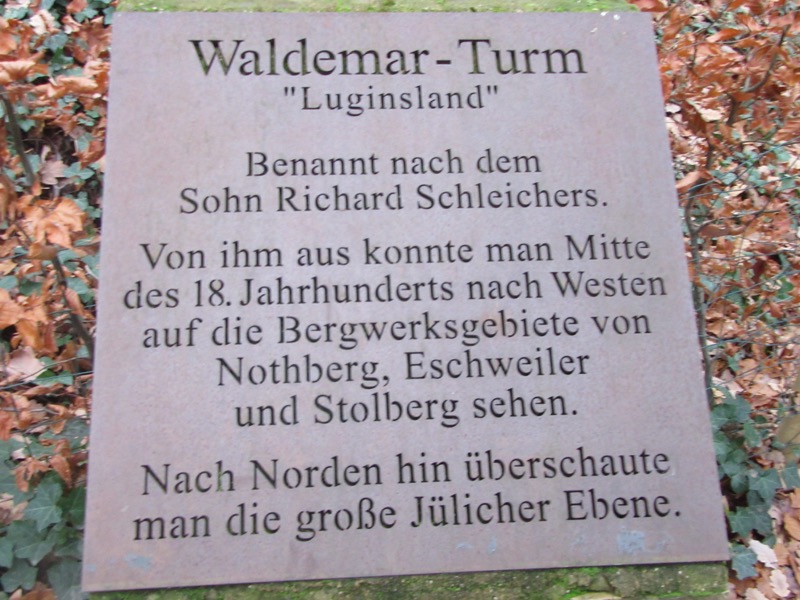 Waldemar-Turm
"Luginsland"
Benannt nach dem
Sohn Richard Schleichers.
Von ihm aus konnte man Mitte
des 18. Jahrhunderts nach Westen
auf die Bergwerksgebiete von
Nothberg, Eschweiler
und Stolberg sehen.
Nach Norden hin überschaute
man die große Jülicher Ebene.